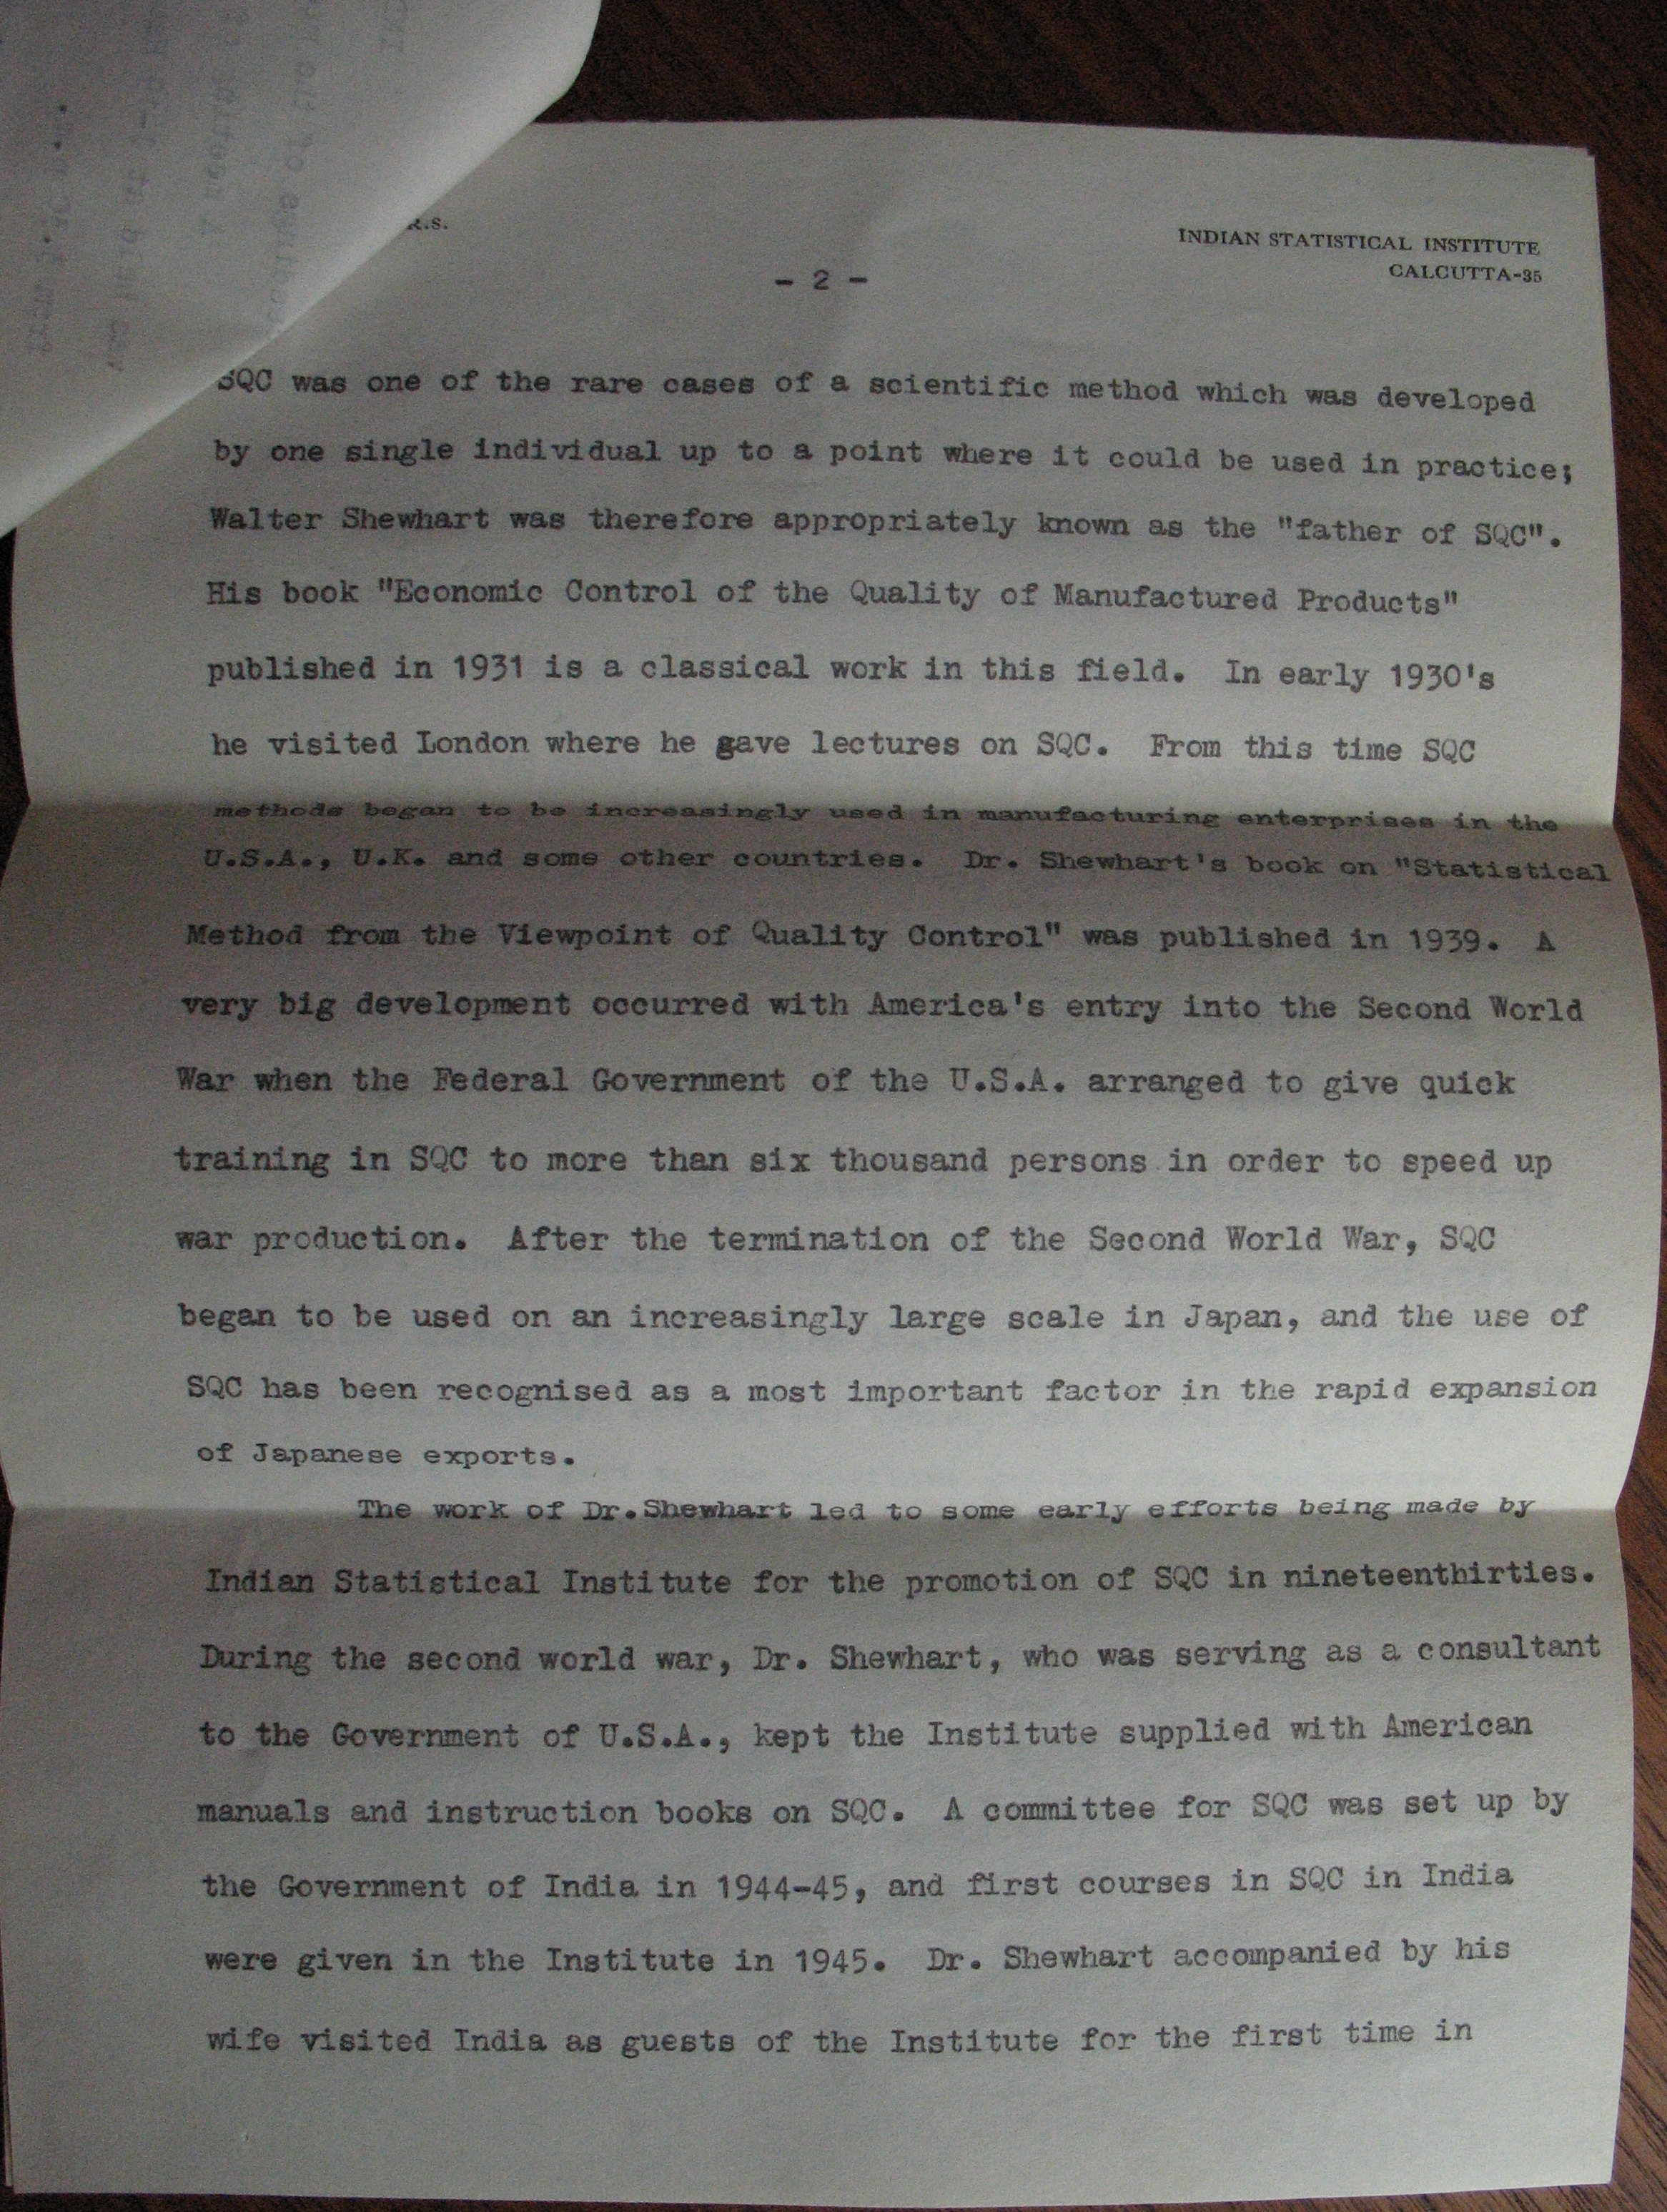 R.S.
INDIAN STATISTICAL INSTITUTE
CALCUTTA-35
- 2 -
SQC was one of the rare cases of a scientific method which was developed
by one single individual up to a point where it could be used in practice;
Walter Shewhart was therefore appropriately known as the "father of SQC".
His book "Economic Control of the Quality of Manufactured Products"
published in 1931 is a classical work in this field. In early 1930's
he visited London where he gave lectures on SQC. From this time SQC
methods began to be increasingly used in manufacturing enterprises in the
U.S.A., U.K. and some other countries. Dr. Shewhart's book on "Statistical
Method from the Viewpoint of Quality Control" was published in 1939. A
very big development occurred with America's entry into the Second World
War when the Federal Government of the U.S.A. arranged to give quick
training in SQC to more than six thousand persons in order to speed up
war production. After the termination of the Second World War, SQC
began to be used on an increasingly large scale in Japan, and the use of
SQC has been recognised as a most important factor in the rapid expansion
of Japanese exports.
The work of Dr.Shewhart led to some early efforts being made by
Indian Statistical Institute for the promotion of SQC in nineteenthirties.
During the second world war, Dr. Shewhart, who was serving as a consultant
to the Government of U.S.A., kept the Institute supplied with American
manuals and instruction books on SQC. A committee for SQC was set up by
the Government of India in 1944-45, and first courses in SQC in India
were given in the Institute in 1945. Dr. Shewhart accompanied by his
wife visited India as guests of the Institute for the first time in